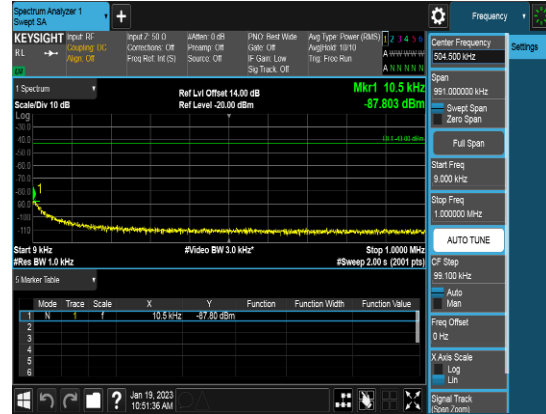 Spectrum Analyzer 1
Swept SA
+
Frequency
KEYSIGHT
RL
Input: RF
Coupling: DC
Align: Off
Input Z: 50 Ω
Corrections: Off
Freq Ref: Int (S)
#Atten: 0 dB
Preamp: Off
Source: Off
PNO: Best Wide
Gate: Off
IF Gain: Low
Sig Track: Off
Avg Type: Power (RMS)
Avg|Hold: 10/10
Trig: Free Run
1 2 3 4 5 6
A W W W W W
A N N N N N
1 Spectrum
Scale/Div 10 dB
Ref Lvl Offset 14.00 dB
Ref Level -20.00 dBm
Mkr1 10.5 kHz
-87.803 dBm
Log
-30.0
-40.0
-50.0
-60.0
-70.0
-80.0
-90.0
-100
-110
1
Start 9 kHz
#Res BW 1.0 kHz
#Video BW 3.0 kHz*
Stop 1.0000 MHz
#Sweep 2.00 s (2001 pts)
5 Marker Table
Mode Trace Scale X Y Function Function Width Function Value
1 N 1 f 10.5 kHz -87.80 dBm
2
3
4
5
6
Jan 19, 2023
10:51:36 AM
Center Frequency
504.500 kHz
Settings
Span
991.000000 kHz
Swept Span
Zero Span
Full Span
Start Freq
9.000 kHz
Stop Freq
1.000000 MHz
AUTO TUNE
CF Step
99.100 kHz
Auto
Man
Freq Offset
0 Hz
X Axis Scale
Log
Lin
Signal Track
(Span Zoom)